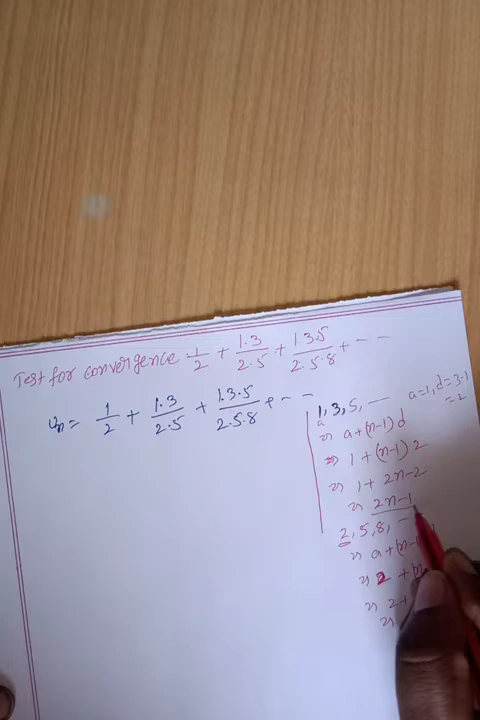 Test for convergence 1/2 + 1.3/2.5 + 1.3.5/2.5.8 + - -
un = 1/2 + 1.3/2.5 + 1.3.5/2.5.8 + - -
1, 3, 5, —
a
a=1, d=3-1
=2
⇒ a+(n-1)d
⇒ 1+(n-1)2
⇒ 1+2n-2
⇒ 2n-1
2, 5, 8, -
⇒ a+(n-
⇒ 2 + (n
⇒ 2+
⇒